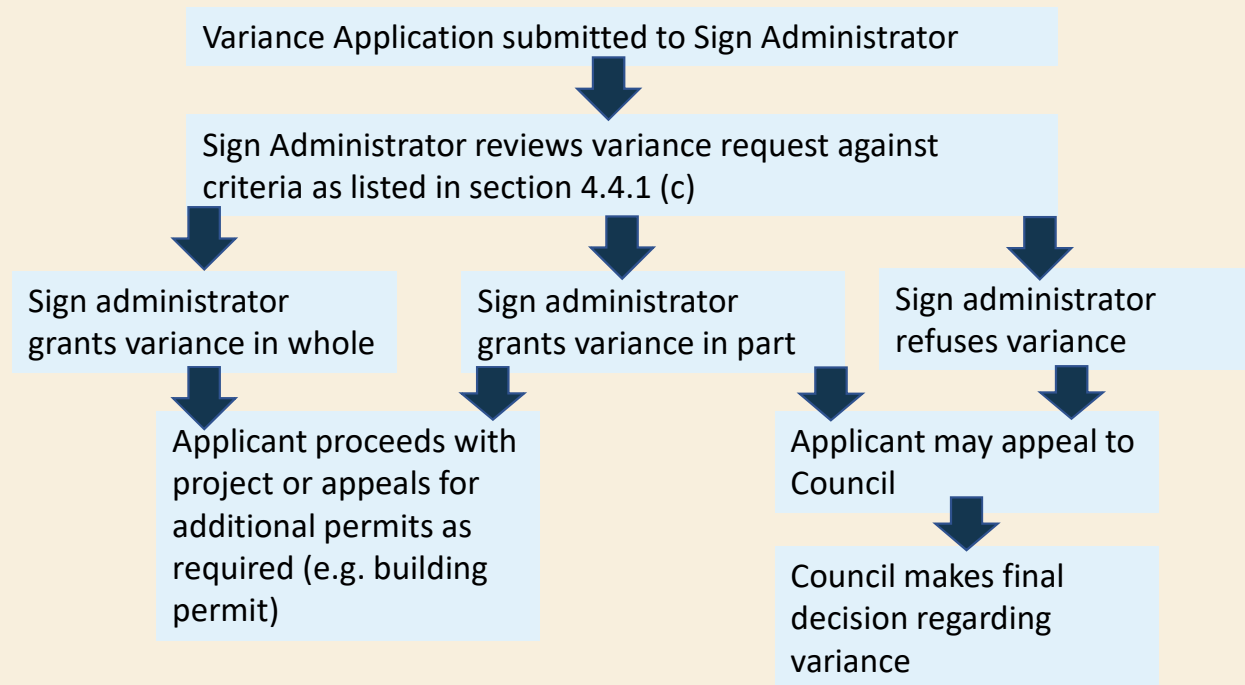 Variance Application submitted to Sign Administrator
Sign Administrator reviews variance request against
criteria as listed in section 4.4.1 (c)
Sign administrator
grants variance in whole
Sign administrator
grants variance in part
Sign administrator
refuses variance
Applicant proceeds with
project or appeals for
additional permits as
required (e.g. building
permit)
Applicant may appeal to
Council
Council makes final
decision regarding
variance